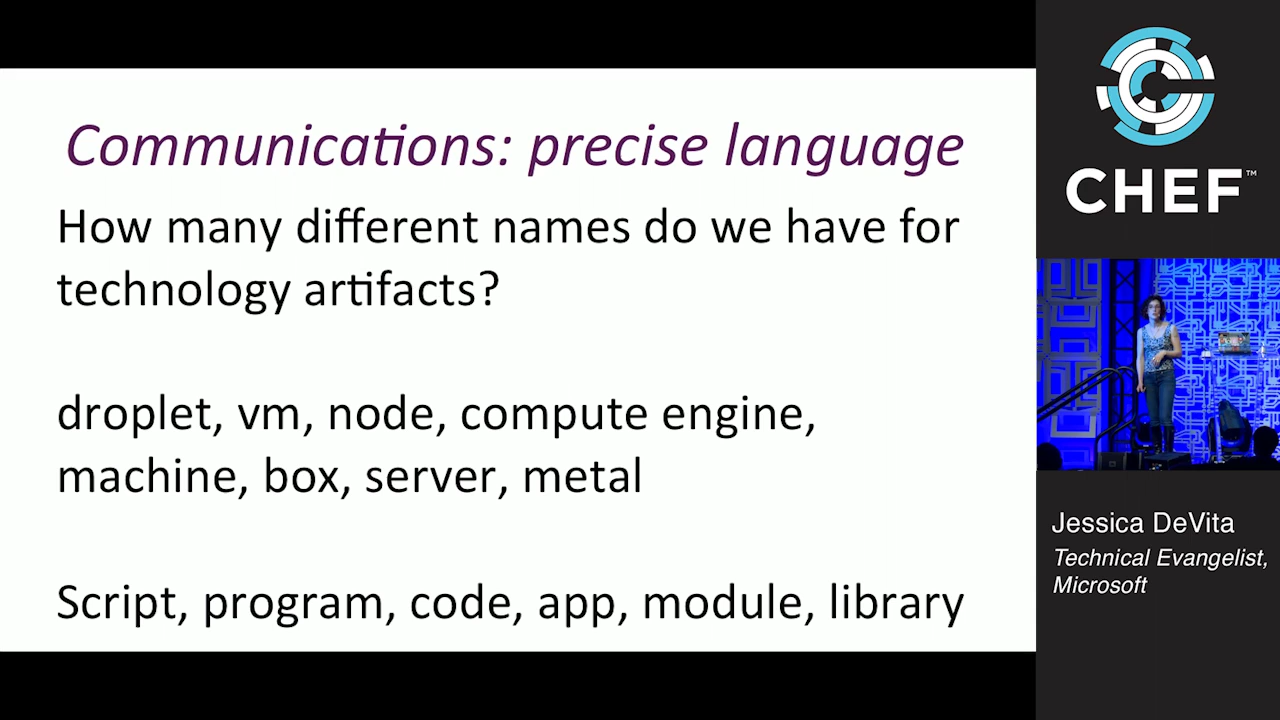 Communications: precise language
How many different names do we have for
technology artifacts?
droplet, vm, node, compute engine,
machine, box, server, metal
Script, program, code, app, module, library
CHEF™
Jessica DeVita
Technical Evangelist,
Microsoft